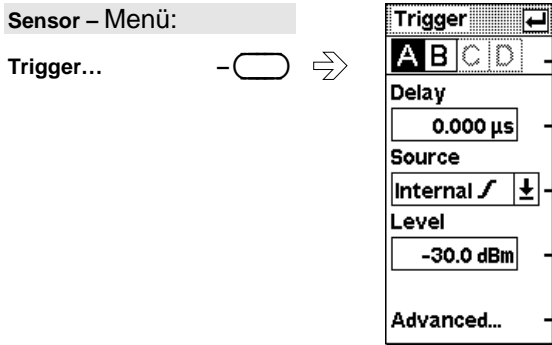 Sensor – Menü:
Trigger…
Trigger
A B C D
Delay
0.000 µs
Source
Internal
Level
-30.0 dBm
Advanced...